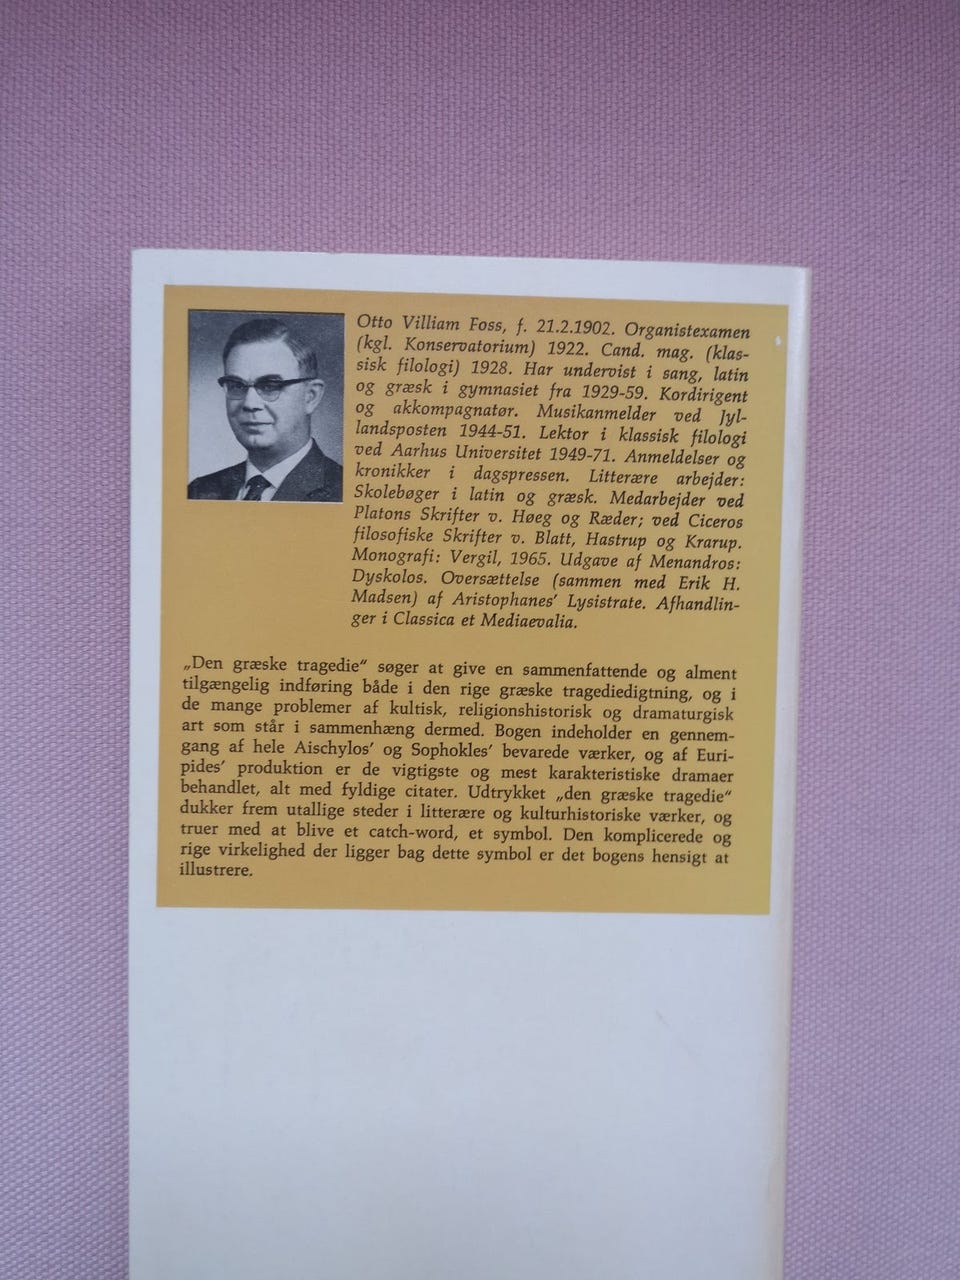 Otto Villiam Foss, f. 21.2.1902. Organistexamen
(kgl. Konservatorium) 1922. Cand. mag. (klas-
sisk filologi) 1928. Har undervist i sang, latin
og græsk i gymnasiet fra 1929-59. Kordirigent
og akkompagnatør. Musikanmelder ved Jyl-
landsposten 1944-51. Lektor i klassisk filologi
ved Aarhus Universitet 1949-71. Anmeldelser og
kronikker i dagspressen. Litterære arbejder:
Skolebøger i latin og græsk. Medarbejder ved
Platons Skrifter v. Høeg og Ræder; ved Ciceros
filosofiske Skrifter v. Blatt, Hastrup og Krarup.
Monografi: Vergil, 1965. Udgave af Menandros:
Dyskolos. Oversættelse (sammen med Erik H.
Madsen) af Aristophanes' Lysistrate. Afhandlin-
ger i Classica et Mediaevalia.
„Den græske tragedie“ søger at give en sammenfattende og alment
tilgængelig indføring både i den rige græske tragediedigtning, og i
de mange problemer af kultisk, religionshistorisk og dramaturgisk
art som står i sammenhæng dermed. Bogen indeholder en gennem-
gang af hele Aischylos' og Sophokles' bevarede værker, og af Euri-
pides' produktion er de vigtigste og mest karakteristiske dramaer
behandlet, alt med fyldige citater. Udtrykket „den græske tragedie“
dukker frem utallige steder i litterære og kulturhistoriske værker, og
truer med at blive et catch-word, et symbol. Den komplicerede og
rige virkelighed der ligger bag dette symbol er det bogens hensigt at
illustrere.